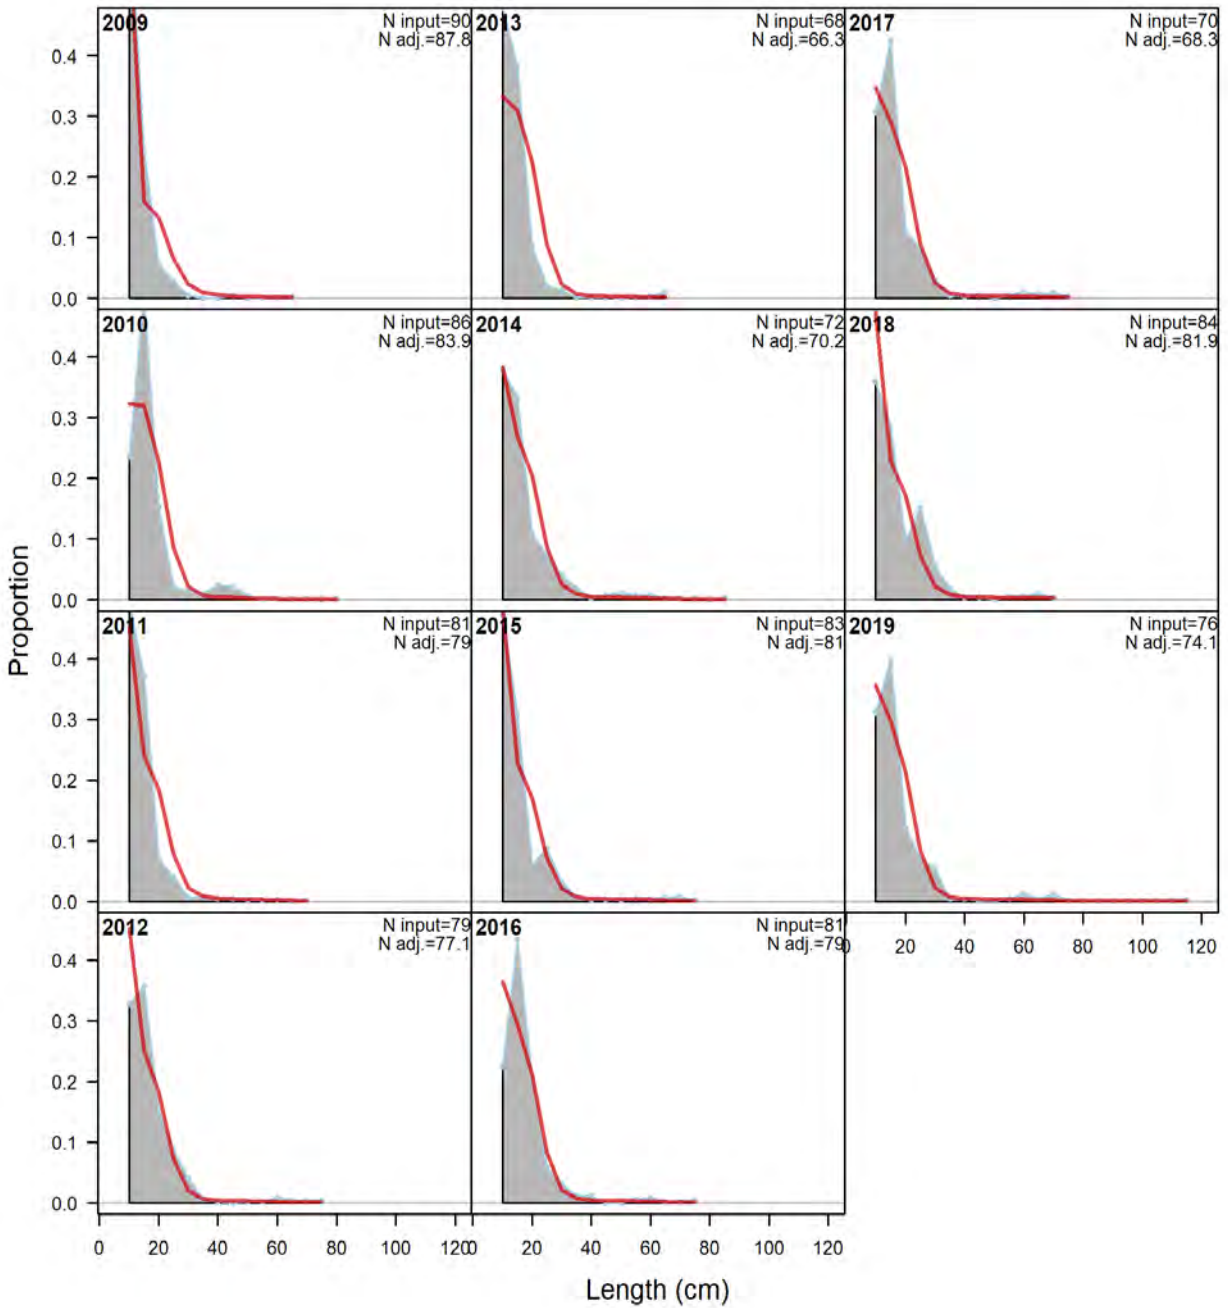 2009
N input=90
N adj.=87.8
2013
N input=68
N adj.=66.3
2017
N input=70
N adj.=68.3
0.4
0.3
0.2
0.1
0.0
2010
N input=86
N adj.=83.9
2014
N input=72
N adj.=70.2
2018
N input=84
N adj.=81.9
0.4
0.3
0.2
0.1
0.0
2011
N input=81
N adj.=79
2015
N input=83
N adj.=81
2019
N input=76
N adj.=74.1
0.4
0.3
0.2
0.1
0.0
2012
N input=79
N adj.=77.1
2016
N input=81
N adj.=79
0 20 40 60 80 100 120
0.4
0.3
0.2
0.1
0.0
0 20 40 60 80 100 120
0 20 40 60 80 100 120
Proportion
Length (cm)